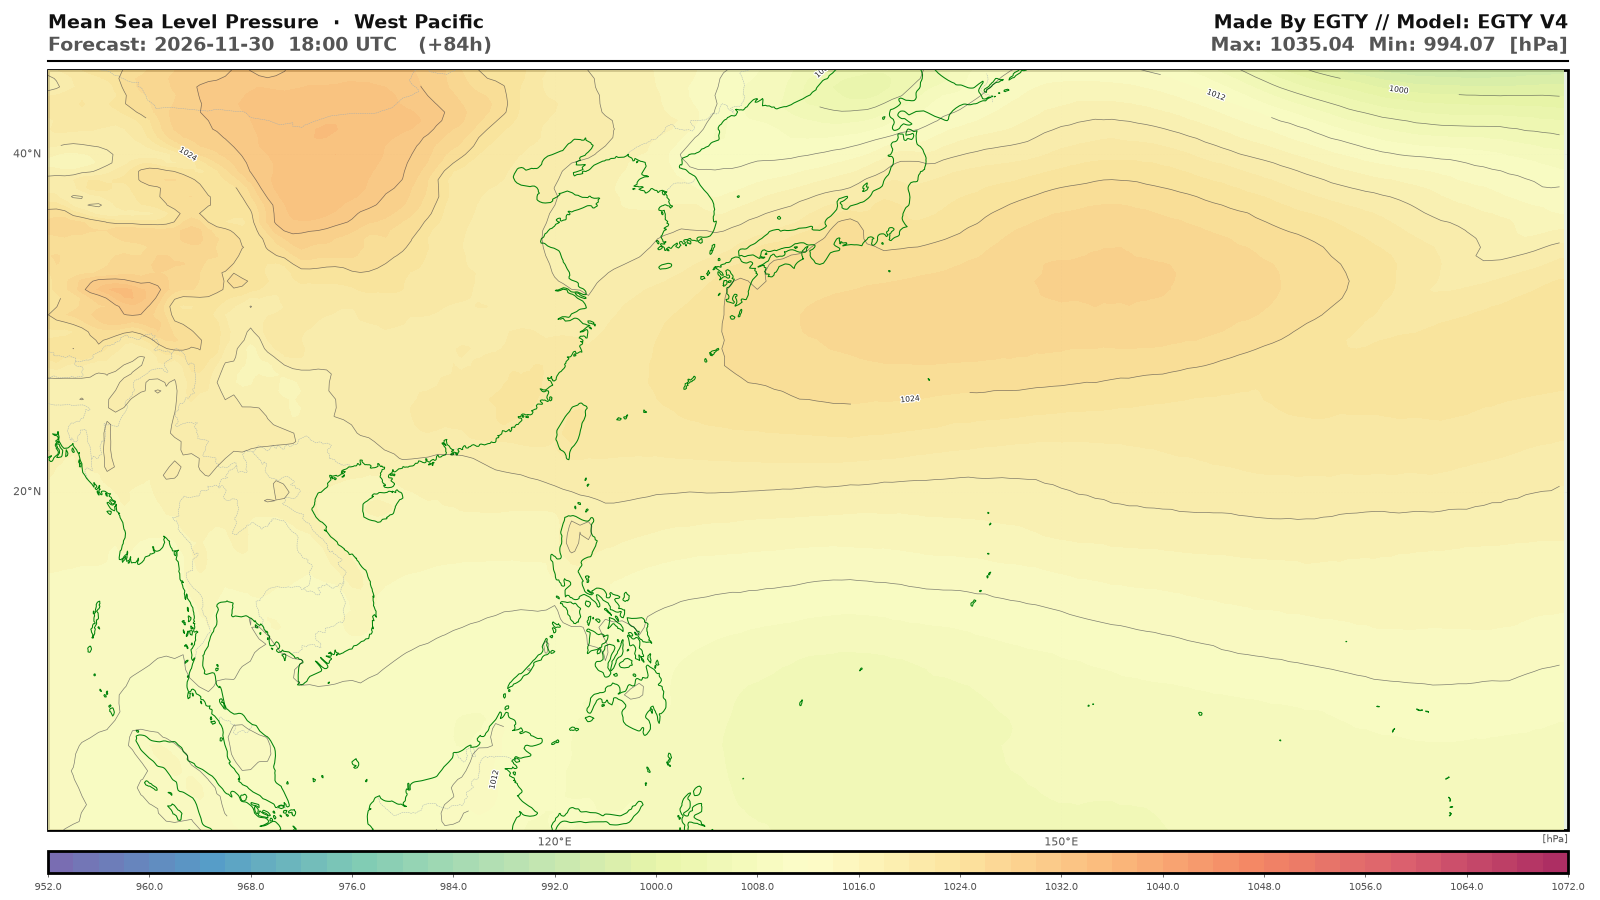 Mean Sea Level Pressure · West Pacific
Made By EGTY // Model: EGTY V4
Forecast: 2026-11-30 18:00 UTC (+84h)
Max: 1035.04 Min: 994.07 [hPa]
1012
1000
1024
40°N
1024
20°N
1012
120°E
150°E
[hPa]
952.0 960.0 968.0 976.0 984.0 992.0 1000.0 1008.0 1016.0 1024.0 1032.0 1040.0 1048.0 1056.0 1064.0 1072.0